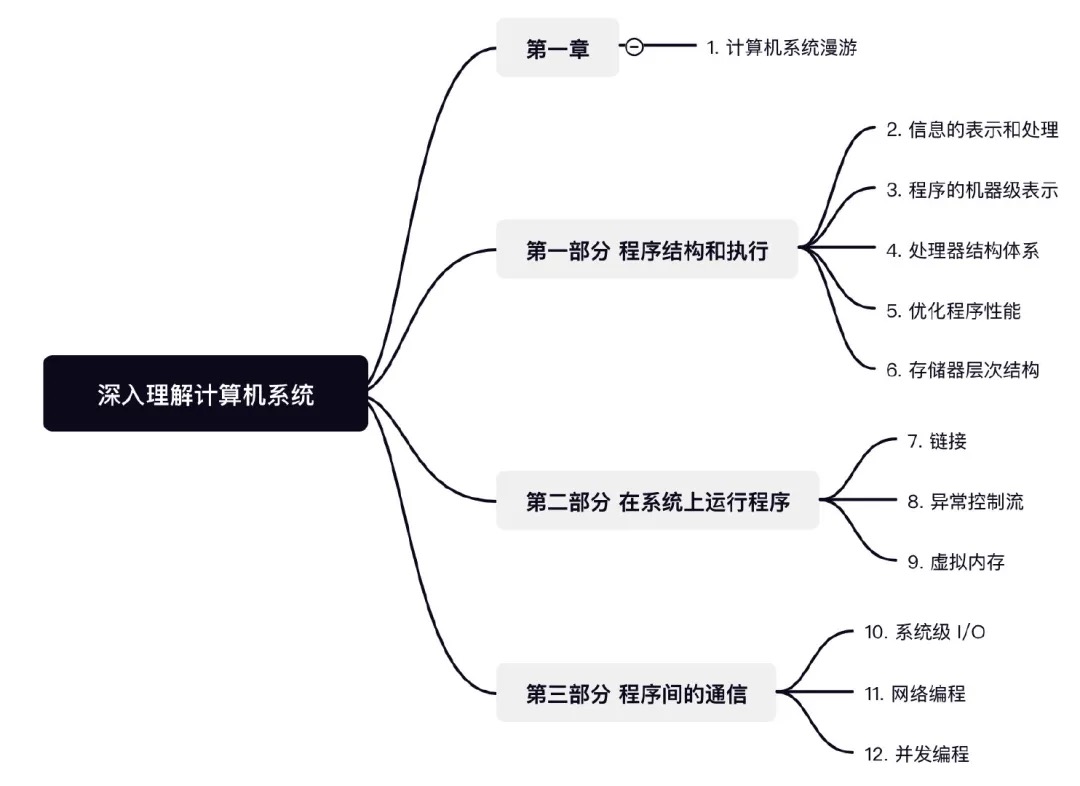 第一章
1. 计算机系统漫游
第一部分 程序结构和执行
2. 信息的表示和处理
3. 程序的机器级表示
4. 处理器结构体系
5. 优化程序性能
6. 存储器层次结构
深入理解计算机系统
第二部分 在系统上运行程序
7. 链接
8. 异常控制流
9. 虚拟内存
第三部分 程序间的通信
10. 系统级 I/O
11. 网络编程
12. 并发编程